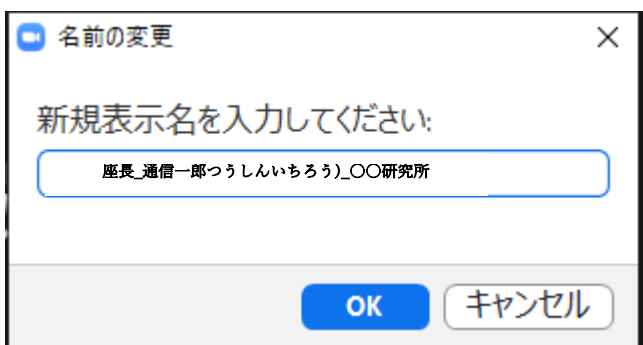 名前の変更
新規表示名を入力してください:
座長_通信一郎つうしんいちろう)_〇〇研究所
OK
キャンセル